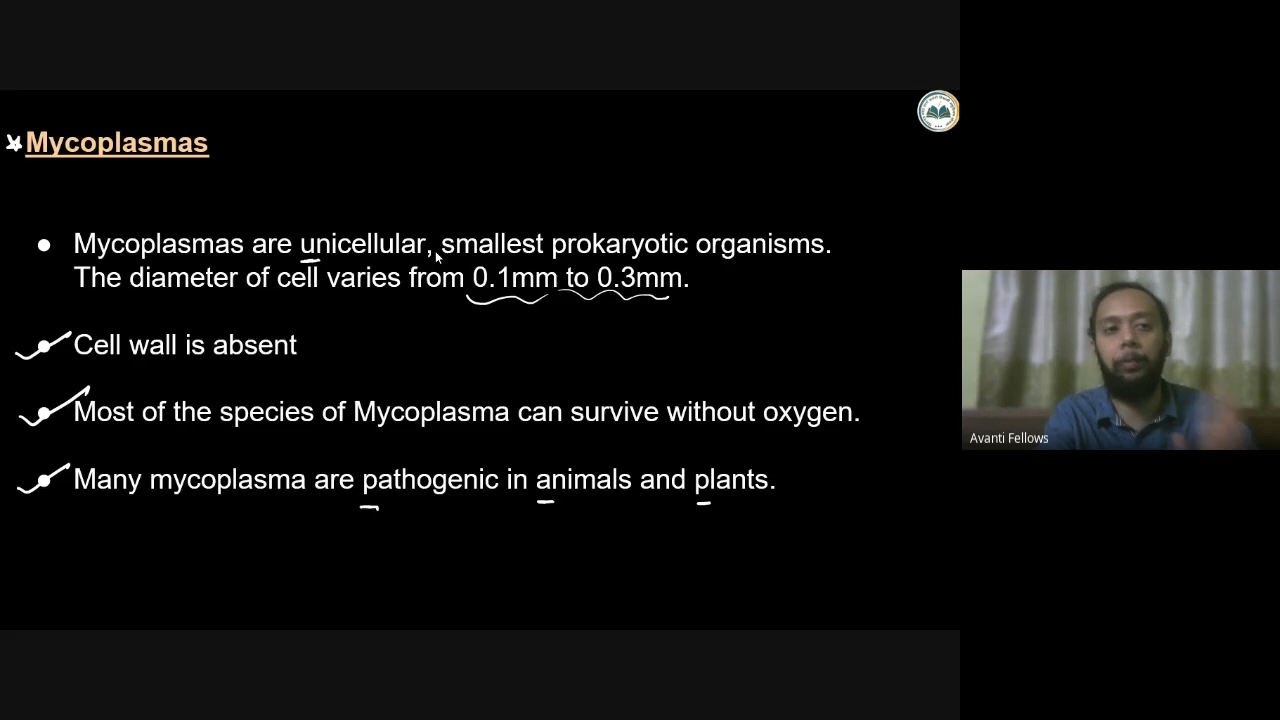 Mycoplasmas
● Mycoplasmas are unicellular, smallest prokaryotic organisms.
The diameter of cell varies from 0.1mm to 0.3mm.
● Cell wall is absent
● Most of the species of Mycoplasma can survive without oxygen.
● Many mycoplasma are pathogenic in animals and plants.
Avanti Fellows